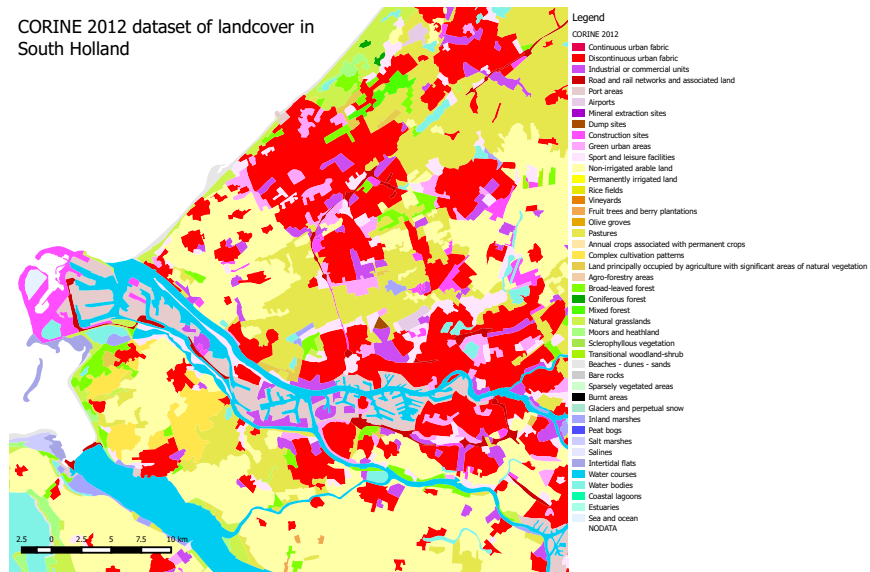 CORINE 2012 dataset of landcover in
South Holland
Legend
CORINE 2012
Continuous urban fabric
Discontinuous urban fabric
Industrial or commercial units
Road and rail networks and associated land
Port areas
Airports
Mineral extraction sites
Dump sites
Construction sites
Green urban areas
Sport and leisure facilities
Non-irrigated arable land
Permanently irrigated land
Rice fields
Vineyards
Fruit trees and berry plantations
Olive groves
Pastures
Annual crops associated with permanent crops
Complex cultivation patterns
Land principally occupied by agriculture with significant areas of natural vegetation
Agro-forestry areas
Broad-leaved forest
Coniferous forest
Mixed forest
Natural grasslands
Moors and heathland
Sclerophyllous vegetation
Transitional woodland-shrub
Beaches - dunes - sands
Bare rocks
Sparsely vegetated areas
Burnt areas
Glaciers and perpetual snow
Inland marshes
Peat bogs
Salt marshes
Salines
Intertidal flats
Water courses
Water bodies
Coastal lagoons
Estuaries
Sea and ocean
NODATA
2.5 0 2.5 5 7.5 10 km